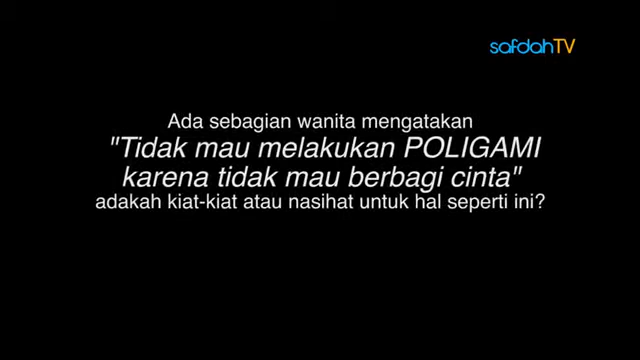 safdahTV
Ada sebagian wanita mengatakan
"Tidak mau melakukan POLIGAMI
karena tidak mau berbagi cinta"
adakah kiat-kiat atau nasihat untuk hal seperti ini?